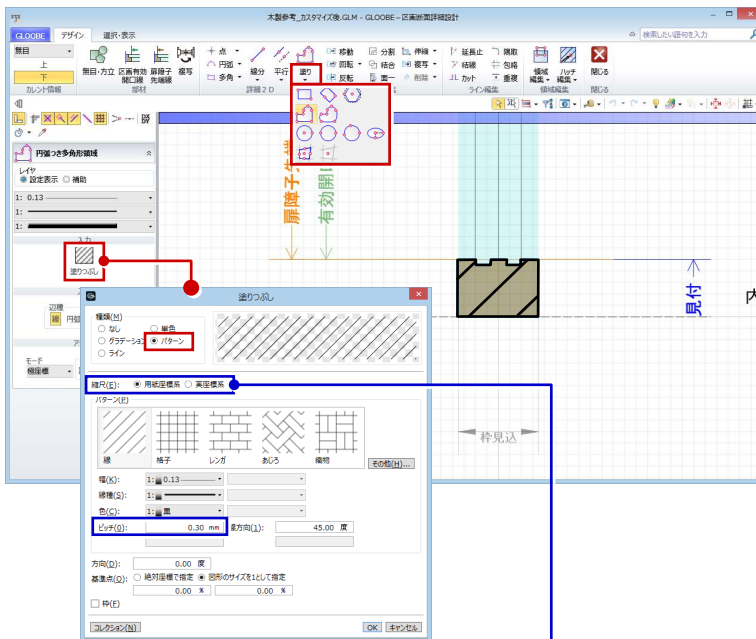 木製参考_カスタマイズ後.GLM - GLOOBE－区画断面詳細設計
GLOOBE デザイン 選択・表示
検索したい語句を入力
無目
上
下
カレント情報
無目・方立 区画有効開口線 扉障子先端線 複写
部材
点
円弧
多角
線分 平行 塗り
詳細２Ｄ
移動 分割 伸縮
回転 結合 複写
反転 面一 削除
延長止 隅取
結線 包絡
カット 重複
ライン編集
領域編集 ハッチ編集
領域編集
閉じる
閉じる
円弧つき多角形領域
レイヤ
設定表示 補助
1: 0.13
1:
1:
入力
塗りつぶし
辺種
線 円弧
モード
極座標
扉障子先端
有効開口
見付
内
枠見込
塗りつぶし
種類(M)
なし 単色
グラデーション パターン
ライン
縮尺(E): 用紙座標系 実座標系
パターン(P)
線 格子 レンガ あじろ 織物
その他(H)...
幅(K): 1: 0.13
線種(S): 1:
色(C): 1: 黒
ピッチ(0): 0.30 mm 線方向(1): 45.00 度
方向(D): 0.00 度
基準点(O): 絶対座標で指定 図形のサイズを1として指定
0.00 % 0.00 %
枠(F)
コレクション(N)
OK キャンセル